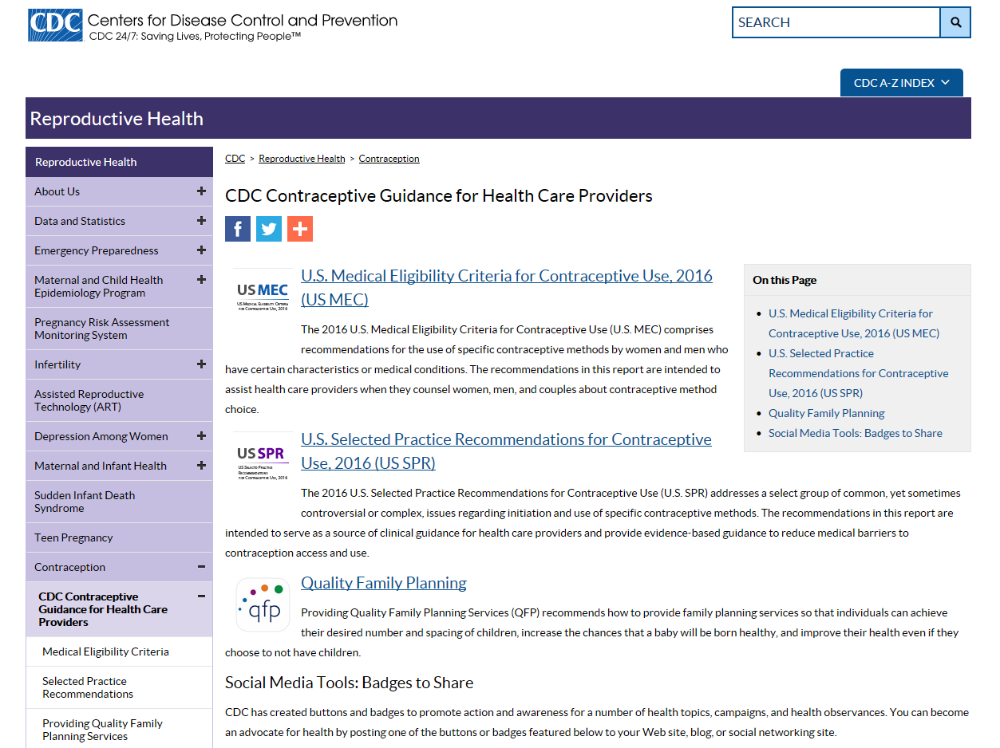 CDC Centers for Disease Control and Prevention
CDC 24/7: Saving Lives, Protecting People™
SEARCH
CDC A-Z INDEX
Reproductive Health
Reproductive Health
About Us
Data and Statistics
Emergency Preparedness
Maternal and Child Health
Epidemiology Program
Pregnancy Risk Assessment
Monitoring System
Infertility
Assisted Reproductive
Technology (ART)
Depression Among Women
Maternal and Infant Health
Sudden Infant Death
Syndrome
Teen Pregnancy
Contraception
CDC Contraceptive
Guidance for Health Care
Providers
Medical Eligibility Criteria
Selected Practice
Recommendations
Providing Quality Family
Planning Services
CDC > Reproductive Health > Contraception
CDC Contraceptive Guidance for Health Care Providers
US MEC
US Medical Eligibility Criteria
for Contraceptive Use, 2016
U.S. Medical Eligibility Criteria for Contraceptive Use, 2016
(US MEC)
The 2016 U.S. Medical Eligibility Criteria for Contraceptive Use (U.S. MEC) comprises
recommendations for the use of specific contraceptive methods by women and men who
have certain characteristics or medical conditions. The recommendations in this report are intended to
assist health care providers when they counsel women, men, and couples about contraceptive method
choice.
On this Page
U.S. Medical Eligibility Criteria for
Contraceptive Use, 2016 (US MEC)
U.S. Selected Practice
Recommendations for Contraceptive
Use, 2016 (US SPR)
Quality Family Planning
Social Media Tools: Badges to Share
US SPR
US Selected Practice
Recommendations
for Contraceptive Use, 2016
U.S. Selected Practice Recommendations for Contraceptive
Use, 2016 (US SPR)
The 2016 U.S. Selected Practice Recommendations for Contraceptive Use (U.S. SPR) addresses a select group of common, yet sometimes
controversial or complex, issues regarding initiation and use of specific contraceptive methods. The recommendations in this report are
intended to serve as a source of clinical guidance for health care providers and provide evidence-based guidance to reduce medical barriers to
contraception access and use.
qfp
Quality Family Planning
Providing Quality Family Planning Services (QFP) recommends how to provide family planning services so that individuals can achieve
their desired number and spacing of children, increase the chances that a baby will be born healthy, and improve their health even if they
choose to not have children.
Social Media Tools: Badges to Share
CDC has created buttons and badges to promote action and awareness for a number of health topics, campaigns, and health observances. You can become
an advocate for health by posting one of the buttons or badges featured below to your Web site, blog, or social networking site.